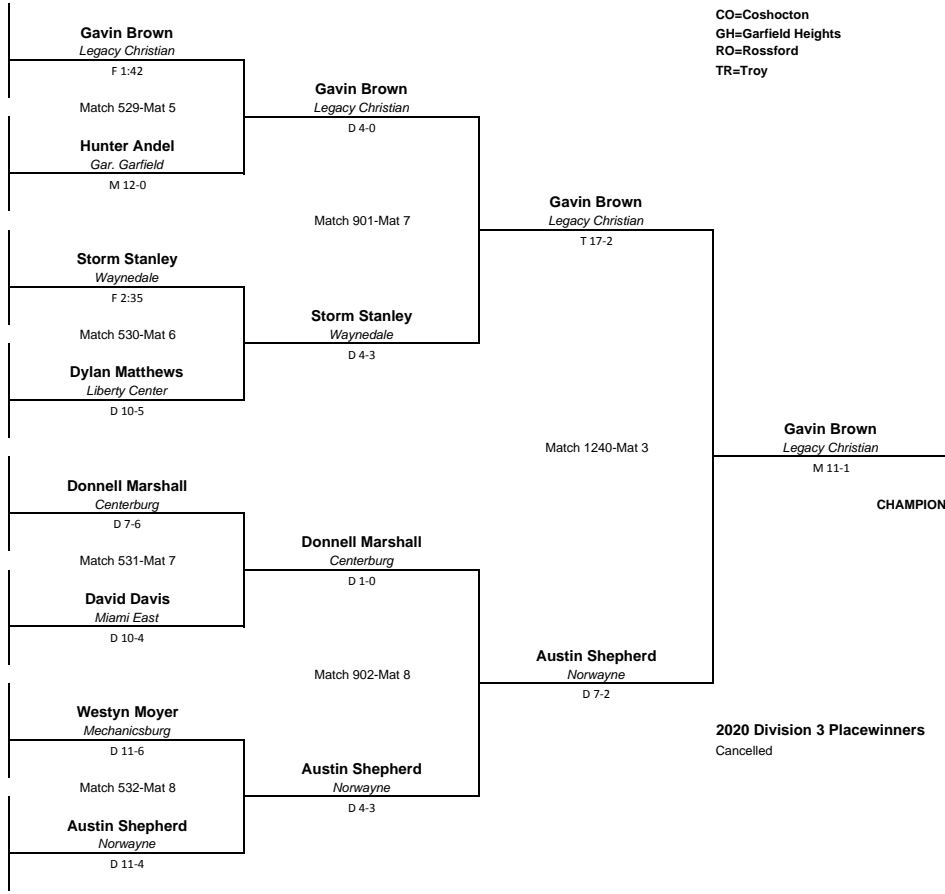 CO=Coshocton
GH=Garfield Heights
RO=Rossford
TR=Troy
Gavin Brown
Legacy Christian
F 1:42
Match 529-Mat 5
Hunter Andel
Gar. Garfield
M 12-0
Storm Stanley
Waynedale
F 2:35
Match 530-Mat 6
Dylan Matthews
Liberty Center
D 10-5
Donnell Marshall
Centerburg
D 7-6
Match 531-Mat 7
David Davis
Miami East
D 10-4
Westyn Moyer
Mechanicsburg
D 11-6
Match 532-Mat 8
Austin Shepherd
Norwayne
D 11-4
Gavin Brown
Legacy Christian
D 4-0
Match 901-Mat 7
Storm Stanley
Waynedale
D 4-3
Donnell Marshall
Centerburg
D 1-0
Match 902-Mat 8
Austin Shepherd
Norwayne
D 4-3
Gavin Brown
Legacy Christian
T 17-2
Match 1240-Mat 3
Austin Shepherd
Norwayne
D 7-2
Gavin Brown
Legacy Christian
M 11-1
CHAMPION
2020 Division 3 Placewinners
Cancelled